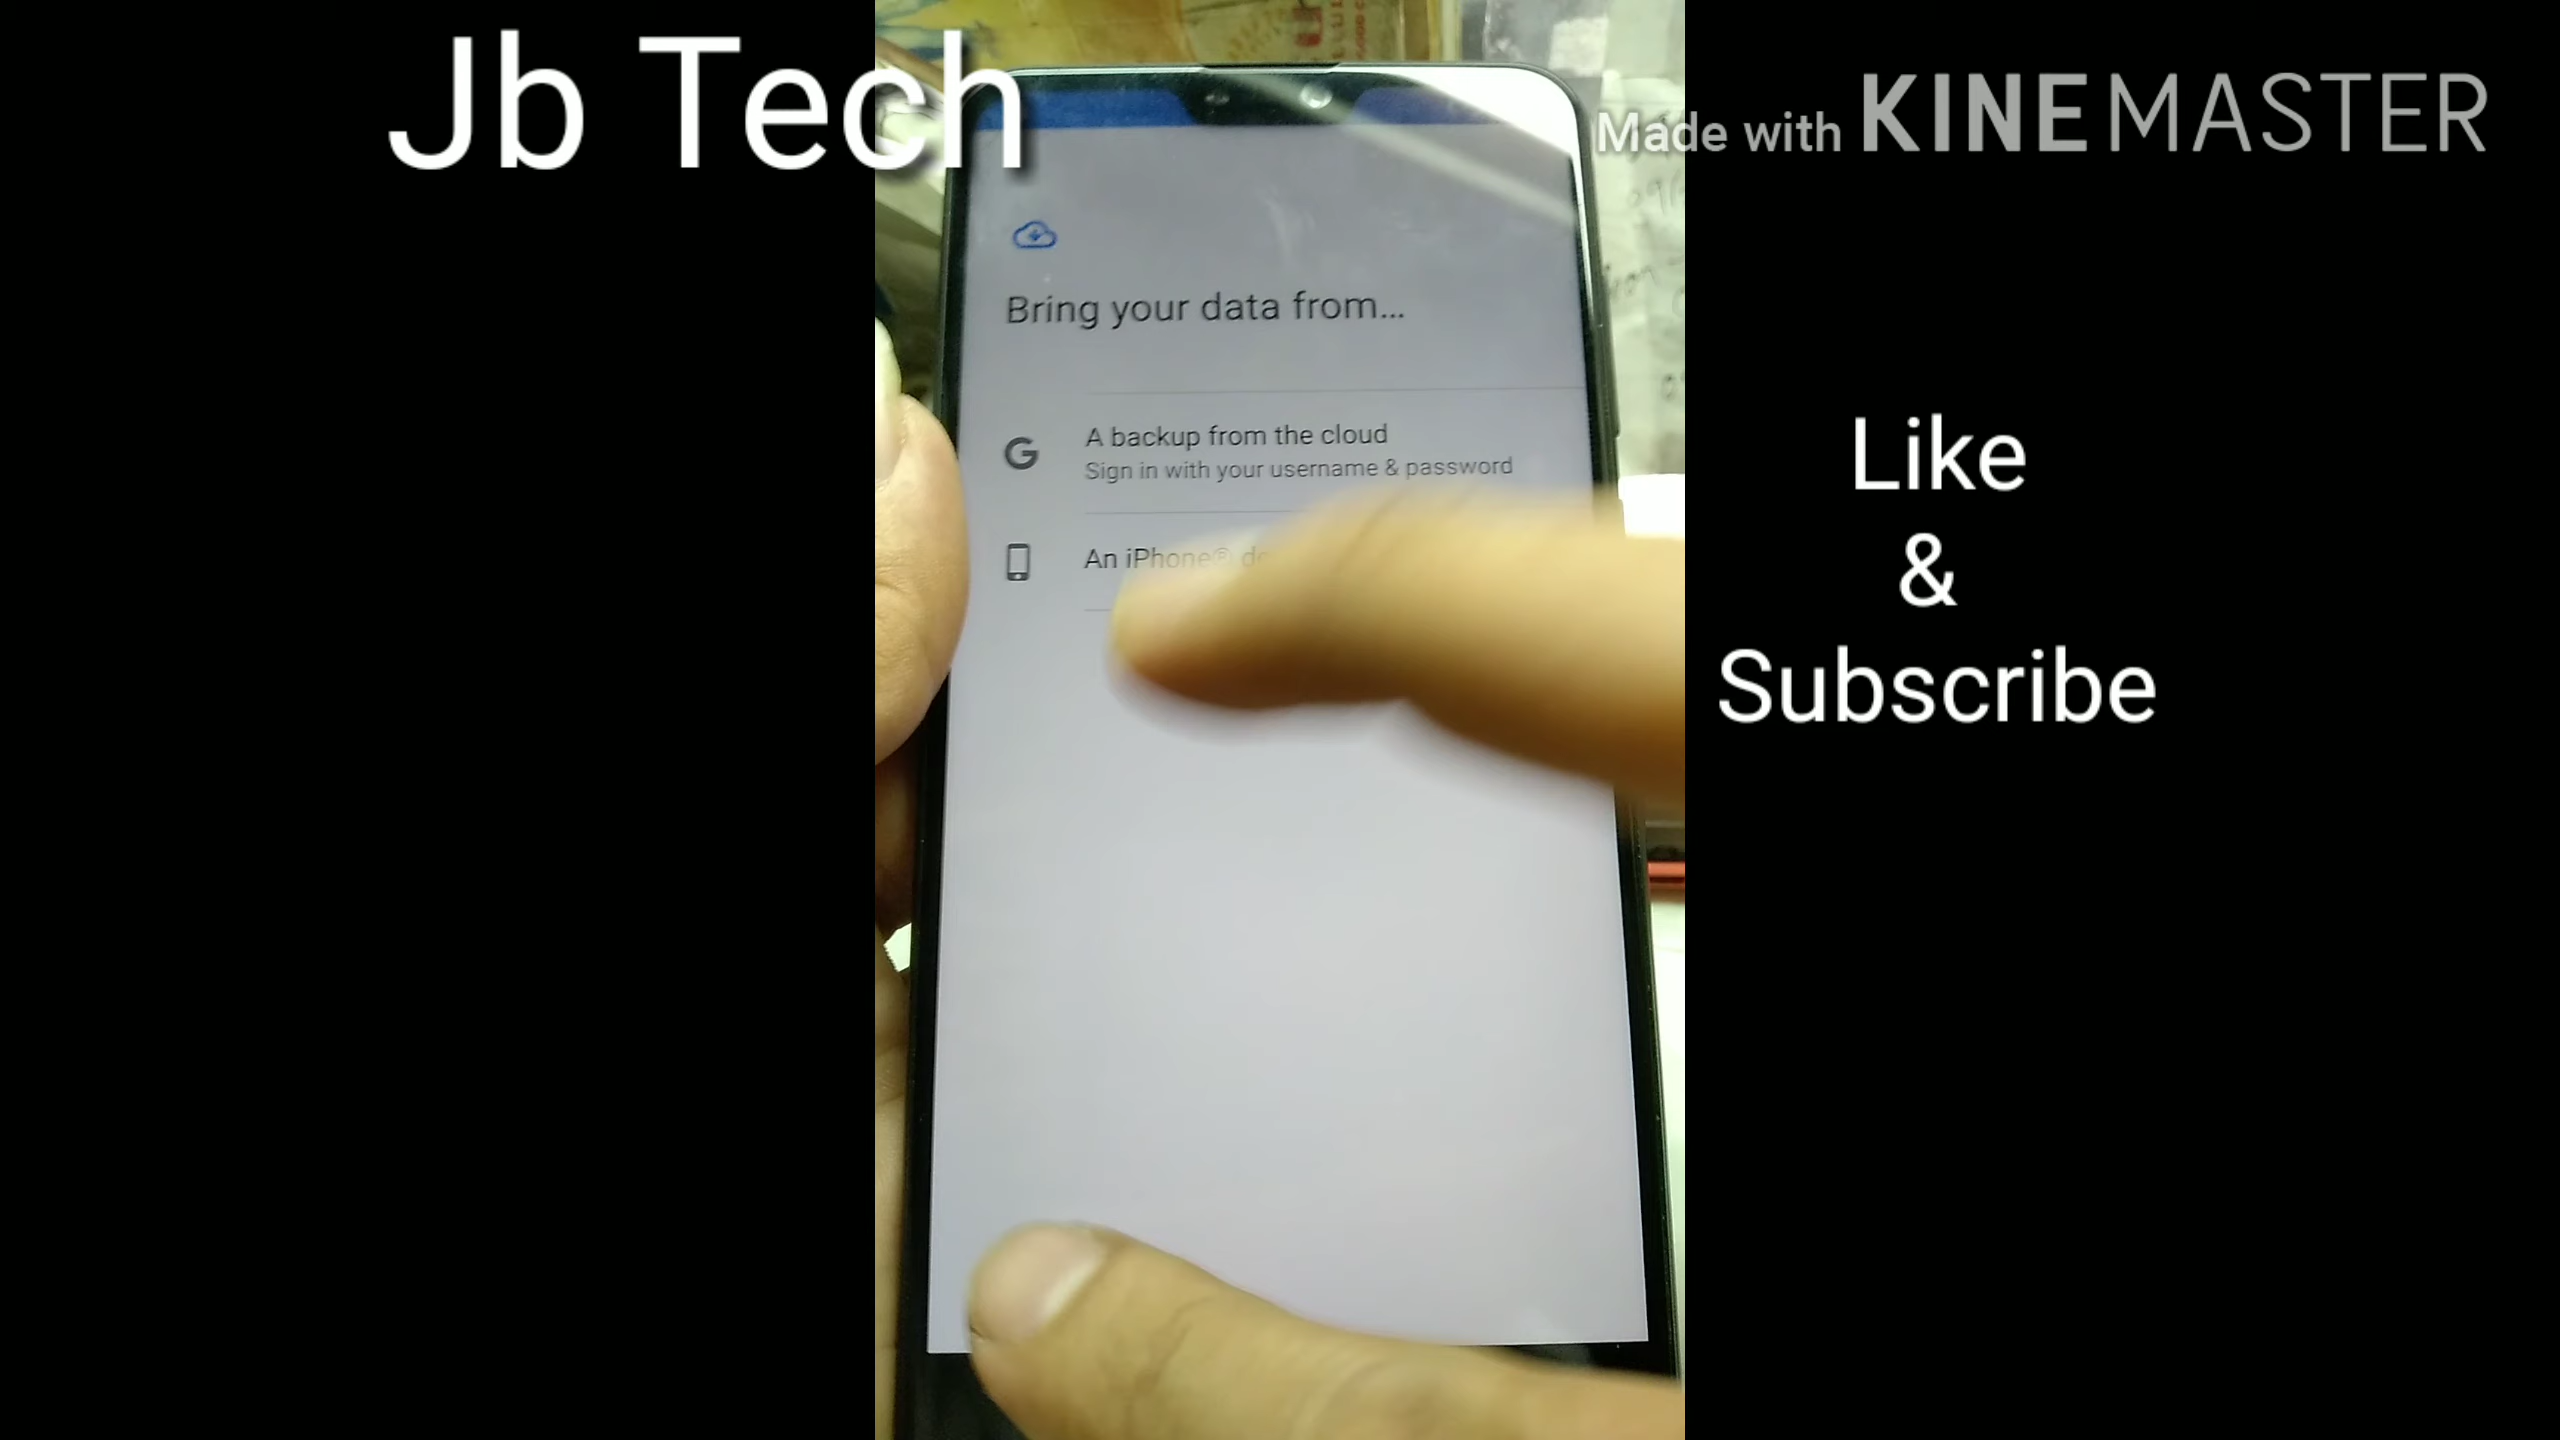 Jb Tech
Made with KINEMASTER
Bring your data from...
A backup from the cloud
Sign in with your username & password
An iPhone®
Like
&
Subscribe